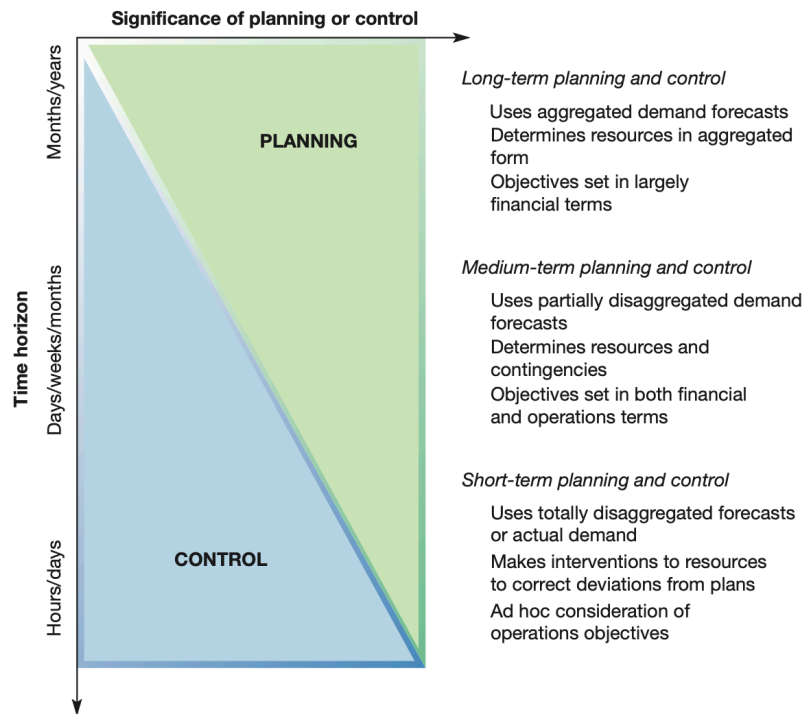 Significance of planning or control
Time horizon
Months/years
Days/weeks/months
Hours/days
PLANNING
CONTROL
Long-term planning and control
Uses aggregated demand forecasts
Determines resources in aggregated
form
Objectives set in largely
financial terms
Medium-term planning and control
Uses partially disaggregated demand
forecasts
Determines resources and
contingencies
Objectives set in both financial
and operations terms
Short-term planning and control
Uses totally disaggregated forecasts
or actual demand
Makes interventions to resources
to correct deviations from plans
Ad hoc consideration of
operations objectives